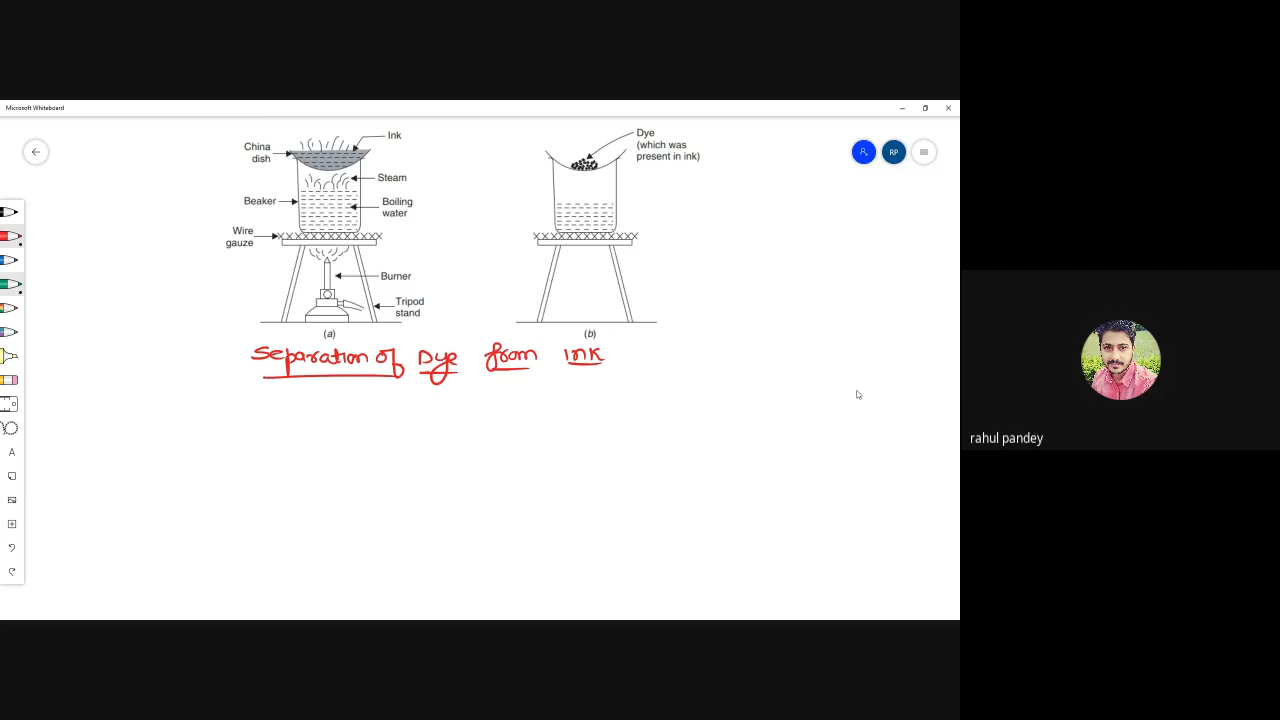 Microsoft Whiteboard
Ink
China
dish
Steam
Beaker
Boiling
water
Wire
gauze
Burner
Tripod
stand
(a)
Dye
(which was
present in ink)
(b)
RP
Separation of Dye from Ink
A
rahul pandey